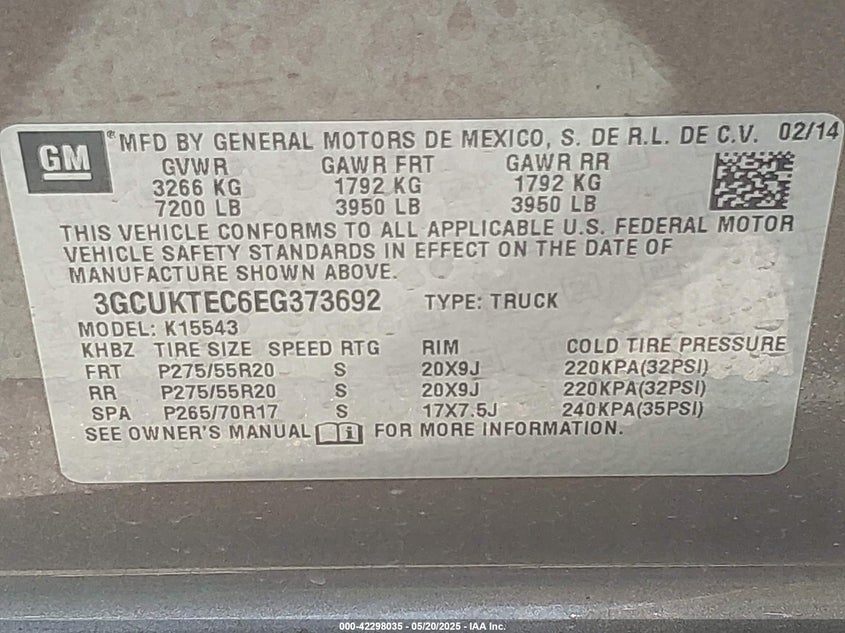 GM ® MFD BY GENERAL MOTORS DE MEXICO, S. DE R.L. DE C.V. 02/14
GVWR GAWR FRT GAWR RR
3266 KG 1792 KG 1792 KG
7200 LB 3950 LB 3950 LB
THIS VEHICLE CONFORMS TO ALL APPLICABLE U.S. FEDERAL MOTOR
VEHICLE SAFETY STANDARDS IN EFFECT ON THE DATE OF
MANUFACTURE SHOWN ABOVE.
3GCUKTEC6EG373692 TYPE: TRUCK
MODEL: K15543
KHBZ TIRE SIZE SPEED RTG RIM COLD TIRE PRESSURE
FRT P275/55R20 S 20X9J 220KPA(32PSI)
RR P275/55R20 S 20X9J 220KPA(32PSI)
SPA P265/70R17 S 17X7.5J 240KPA(35PSI)
SEE OWNER'S MANUAL FOR MORE INFORMATION.
000-42298035 - 05/20/2025 - IAA Inc.